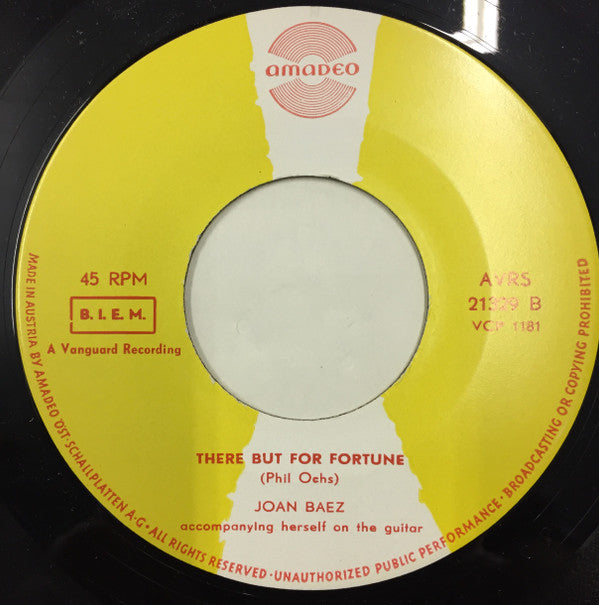 AMADEO
45 RPM
B.I.E.M.
A Vanguard Recording
AVRS
B
1181
THERE BUT FOR FORTUNE
(Phil Ochs)
JOAN BAEZ
accompanying herself on the guitar
MADE IN AUSTRIA BY AMADEO ÖST·SCHALLPLATTEN A·G·ALL RIGHTS RESERVED·UNAUTHORIZED PUBLIC PERFORMANCE·BROADCASTING OR COPYING PROHIBITED